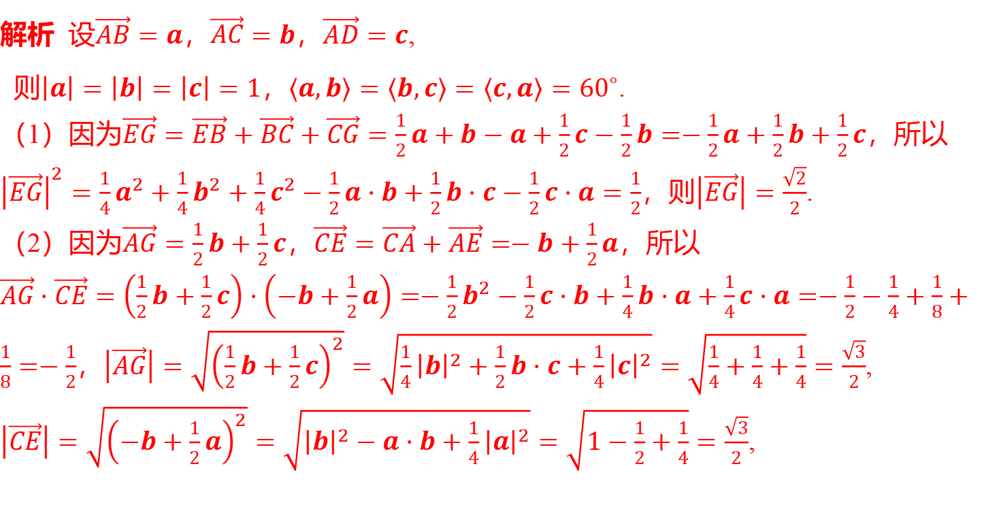 解析 设$\overrightarrow{AB}=\boldsymbol{a}$，$\overrightarrow{AC}=\boldsymbol{b}$，$\overrightarrow{AD}=\boldsymbol{c}$,
则$|\boldsymbol{a}|=|\boldsymbol{b}|=|\boldsymbol{c}|=1$，$\langle\boldsymbol{a},\boldsymbol{b}\rangle=\langle\boldsymbol{b},\boldsymbol{c}\rangle=\langle\boldsymbol{c},\boldsymbol{a}\rangle=60^\circ$.
（1）因为$\overrightarrow{EG}=\overrightarrow{EB}+\overrightarrow{BC}+\overrightarrow{CG}=\frac{1}{2}\boldsymbol{a}+\boldsymbol{b}-\boldsymbol{a}+\frac{1}{2}\boldsymbol{c}-\frac{1}{2}\boldsymbol{b}=-\frac{1}{2}\boldsymbol{a}+\frac{1}{2}\boldsymbol{b}+\frac{1}{2}\boldsymbol{c}$，所以
$|\overrightarrow{EG}|^2=\frac{1}{4}\boldsymbol{a}^2+\frac{1}{4}\boldsymbol{b}^2+\frac{1}{4}\boldsymbol{c}^2-\frac{1}{2}\boldsymbol{a}\cdot\boldsymbol{b}+\frac{1}{2}\boldsymbol{b}\cdot\boldsymbol{c}-\frac{1}{2}\boldsymbol{c}\cdot\boldsymbol{a}=\frac{1}{2}$，则$|\overrightarrow{EG}|=\frac{\sqrt{2}}{2}$.
（2）因为$\overrightarrow{AG}=\frac{1}{2}\boldsymbol{b}+\frac{1}{2}\boldsymbol{c}$，$\overrightarrow{CE}=\overrightarrow{CA}+\overrightarrow{AE}=-\boldsymbol{b}+\frac{1}{2}\boldsymbol{a}$，所以
$\overrightarrow{AG}\cdot\overrightarrow{CE}=\left(\frac{1}{2}\boldsymbol{b}+\frac{1}{2}\boldsymbol{c}\right)\cdot\left(-\boldsymbol{b}+\frac{1}{2}\boldsymbol{a}\right)=-\frac{1}{2}\boldsymbol{b}^2-\frac{1}{2}\boldsymbol{c}\cdot\boldsymbol{b}+\frac{1}{4}\boldsymbol{b}\cdot\boldsymbol{a}+\frac{1}{4}\boldsymbol{c}\cdot\boldsymbol{a}=-\frac{1}{2}-\frac{1}{4}+\frac{1}{8}+$
$\frac{1}{8}=-\frac{1}{2}$，$|\overrightarrow{AG}|=\sqrt{\left(\frac{1}{2}\boldsymbol{b}+\frac{1}{2}\boldsymbol{c}\right)^2}=\sqrt{\frac{1}{4}|\boldsymbol{b}|^2+\frac{1}{2}\boldsymbol{b}\cdot\boldsymbol{c}+\frac{1}{4}|\boldsymbol{c}|^2}=\sqrt{\frac{1}{4}+\frac{1}{4}+\frac{1}{4}}=\frac{\sqrt{3}}{2}$,
$|\overrightarrow{CE}|=\sqrt{\left(-\boldsymbol{b}+\frac{1}{2}\boldsymbol{a}\right)^2}=\sqrt{|\boldsymbol{b}|^2-\boldsymbol{a}\cdot\boldsymbol{b}+\frac{1}{4}|\boldsymbol{a}|^2}=\sqrt{1-\frac{1}{2}+\frac{1}{4}}=\frac{\sqrt{3}}{2}$,